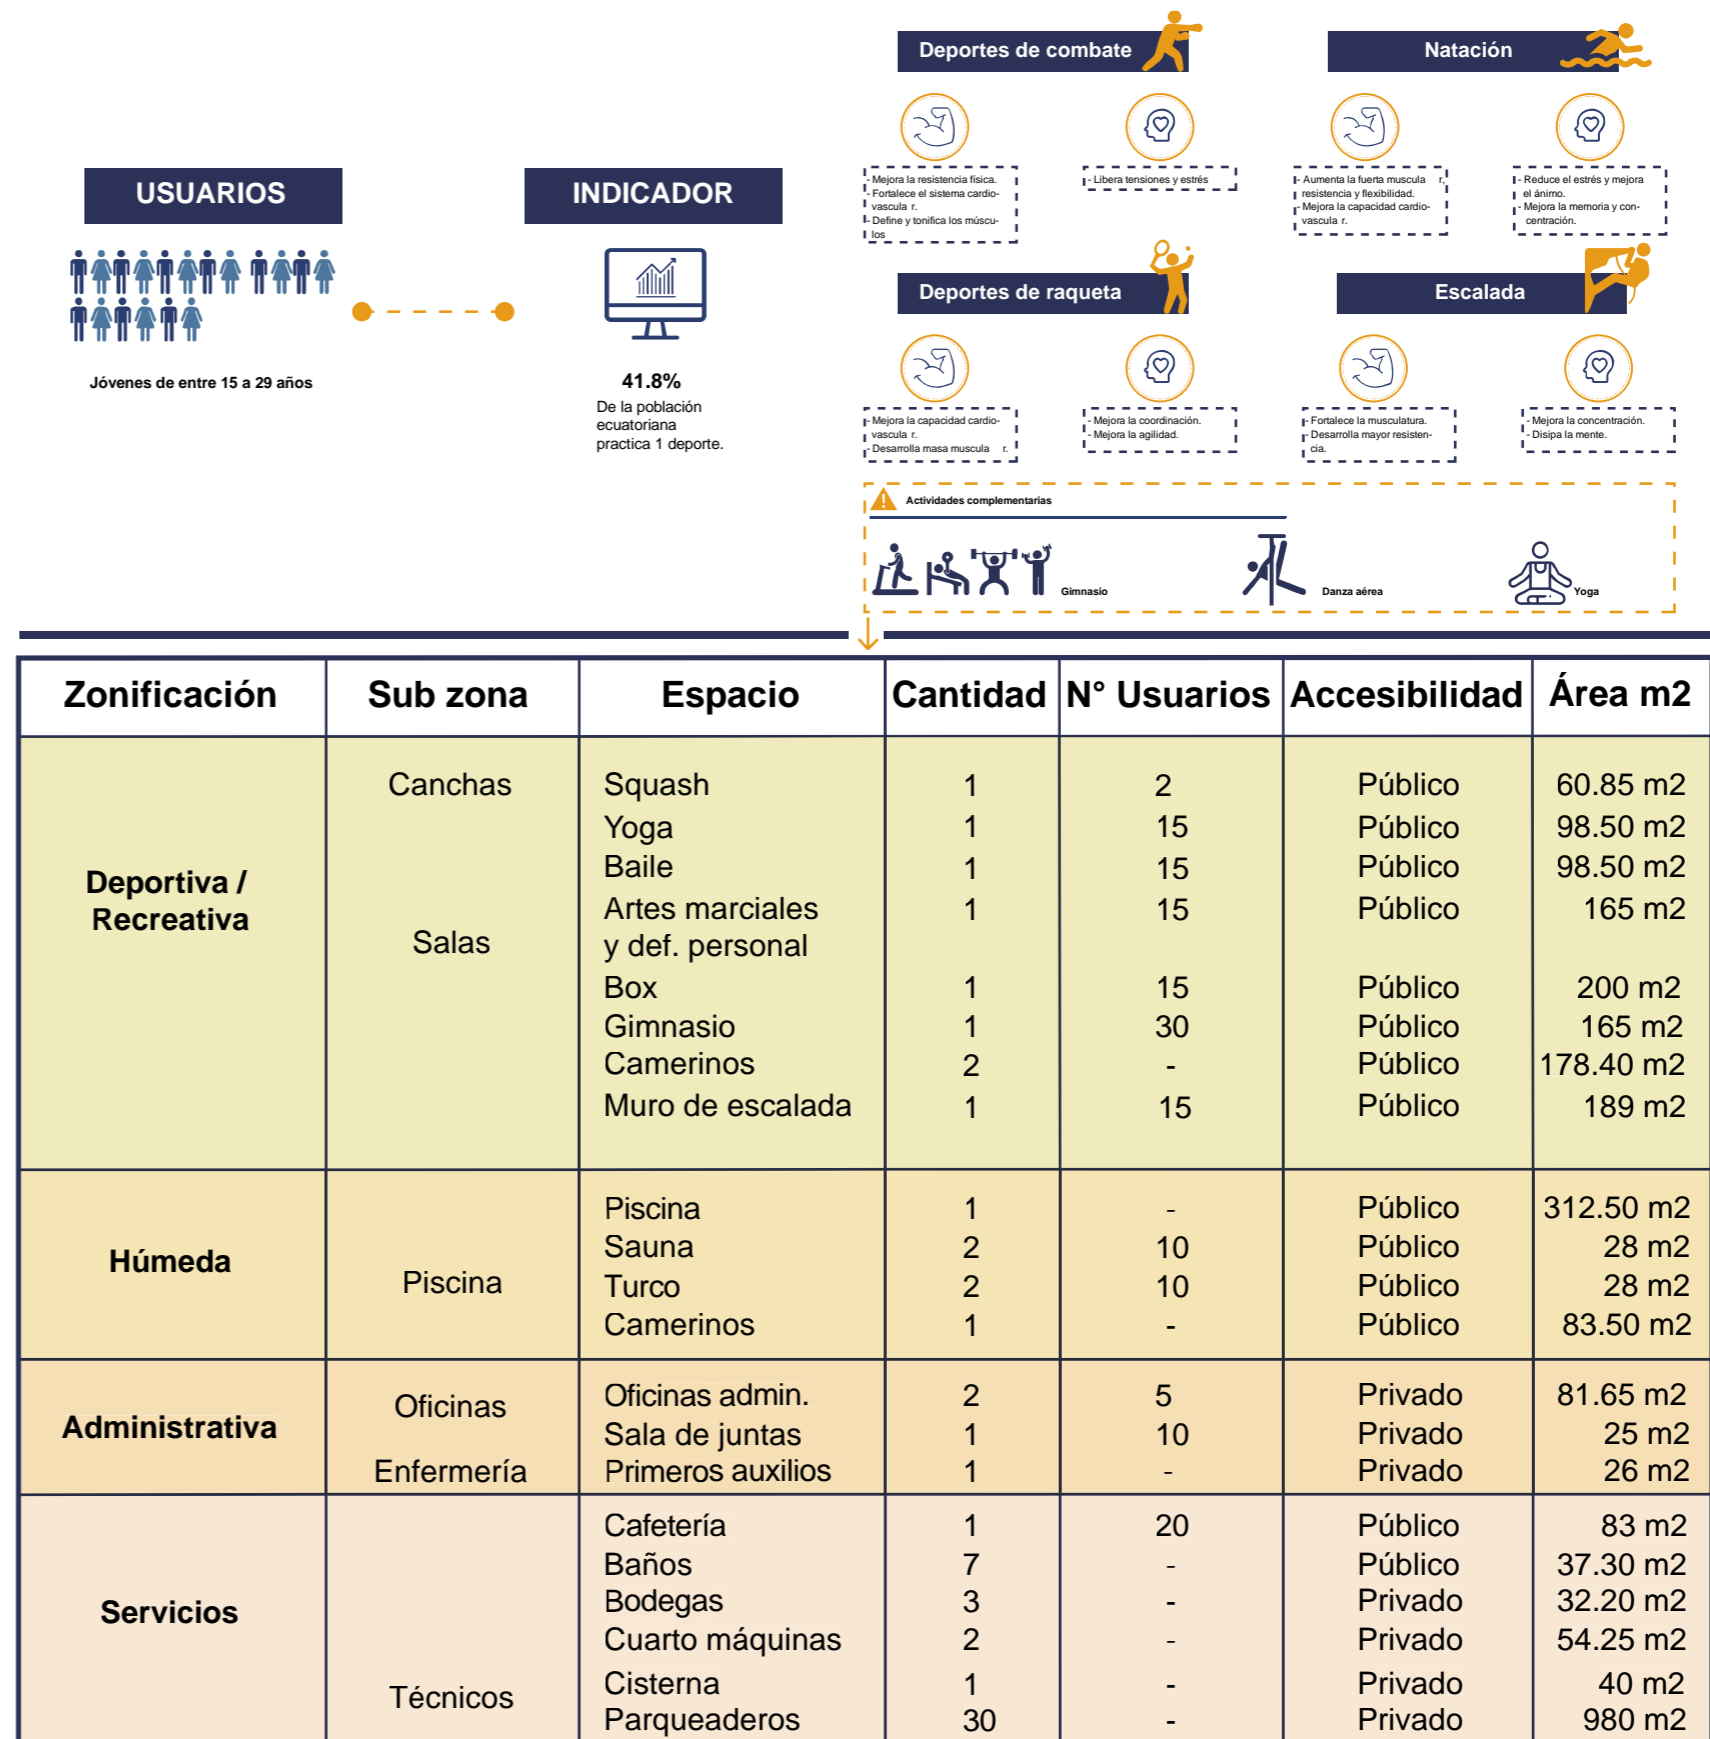 USUARIOS
Jóvenes de entre 15 a 29 años
INDICADOR
41.8%
De la población
ecuatoriana
practica 1 deporte.
Deportes de combate
- Mejora la resistencia física.
- Fortalece el sistema cardio-
vascula r.
- Define y tonifica los múscu-
los
- Libera tensiones y estrés
Natación
- Aumenta la fuerta muscula r,
resistencia y flexibilidad.
- Mejora la capacidad cardio-
vascula r.
- Reduce el estrés y mejora
el ánimo.
- Mejora la memoria y con-
centración.
Deportes de raqueta
- Mejora la capacidad cardio-
vascula r.
- Desarrolla masa muscula r.
- Mejora la coordinación.
- Mejora la agilidad.
Escalada
- Fortalece la musculatura.
- Desarrolla mayor resisten-
cia.
- Mejora la concentración.
- Disipa la mente.
Actividades complementarias
Gimnasio Danza aérea Yoga
Zonificación Sub zona Espacio Cantidad N° Usuarios Accesibilidad Área m2
Deportiva /
Recreativa
Canchas Squash 1 2 Público 60.85 m2
Salas
Yoga 1 15 Público 98.50 m2
Baile 1 15 Público 98.50 m2
Artes marciales 1 15 Público 165 m2
y def. personal
Box 1 15 Público 200 m2
Gimnasio 1 30 Público 165 m2
Camerinos 2 - Público 178.40 m2
Muro de escalada 1 15 Público 189 m2
Húmeda
Piscina
Piscina 1 - Público 312.50 m2
Sauna 2 10 Público 28 m2
Turco 2 10 Público 28 m2
Camerinos 1 - Público 83.50 m2
Administrativa
Oficinas Oficinas admin. 2 5 Privado 81.65 m2
Sala de juntas 1 10 Privado 25 m2
Enfermería Primeros auxilios 1 - Privado 26 m2
Servicios
Cafetería 1 20 Público 83 m2
Baños 7 - Público 37.30 m2
Bodegas 3 - Privado 32.20 m2
Cuarto máquinas 2 - Privado 54.25 m2
Técnicos
Cisterna 1 - Privado 40 m2
Parqueaderos 30 - Privado 980 m2